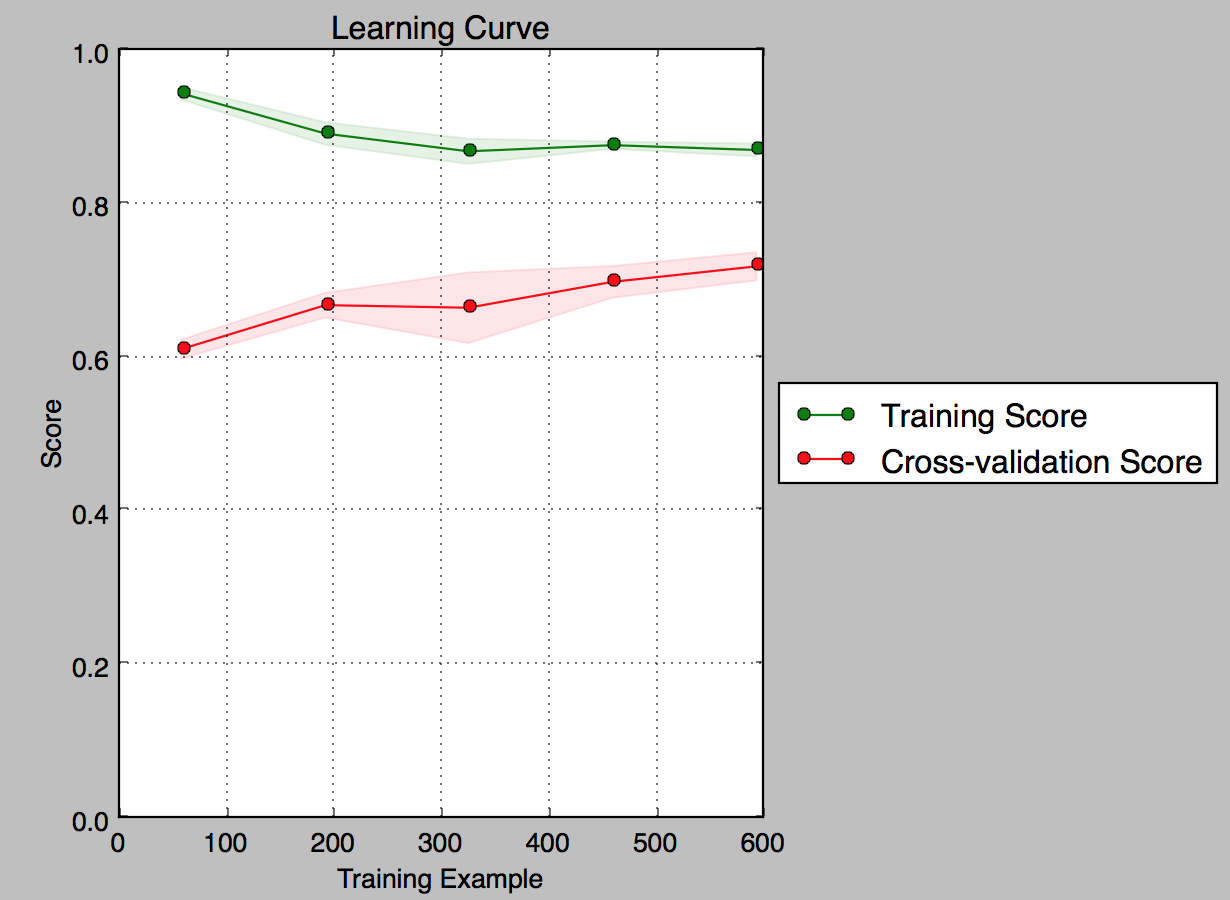 Learning Curve
1.0
0.8
0.6
0.4
0.2
0.0
Score
0 100 200 300 400 500 600
Training Example
Training Score
Cross-validation Score